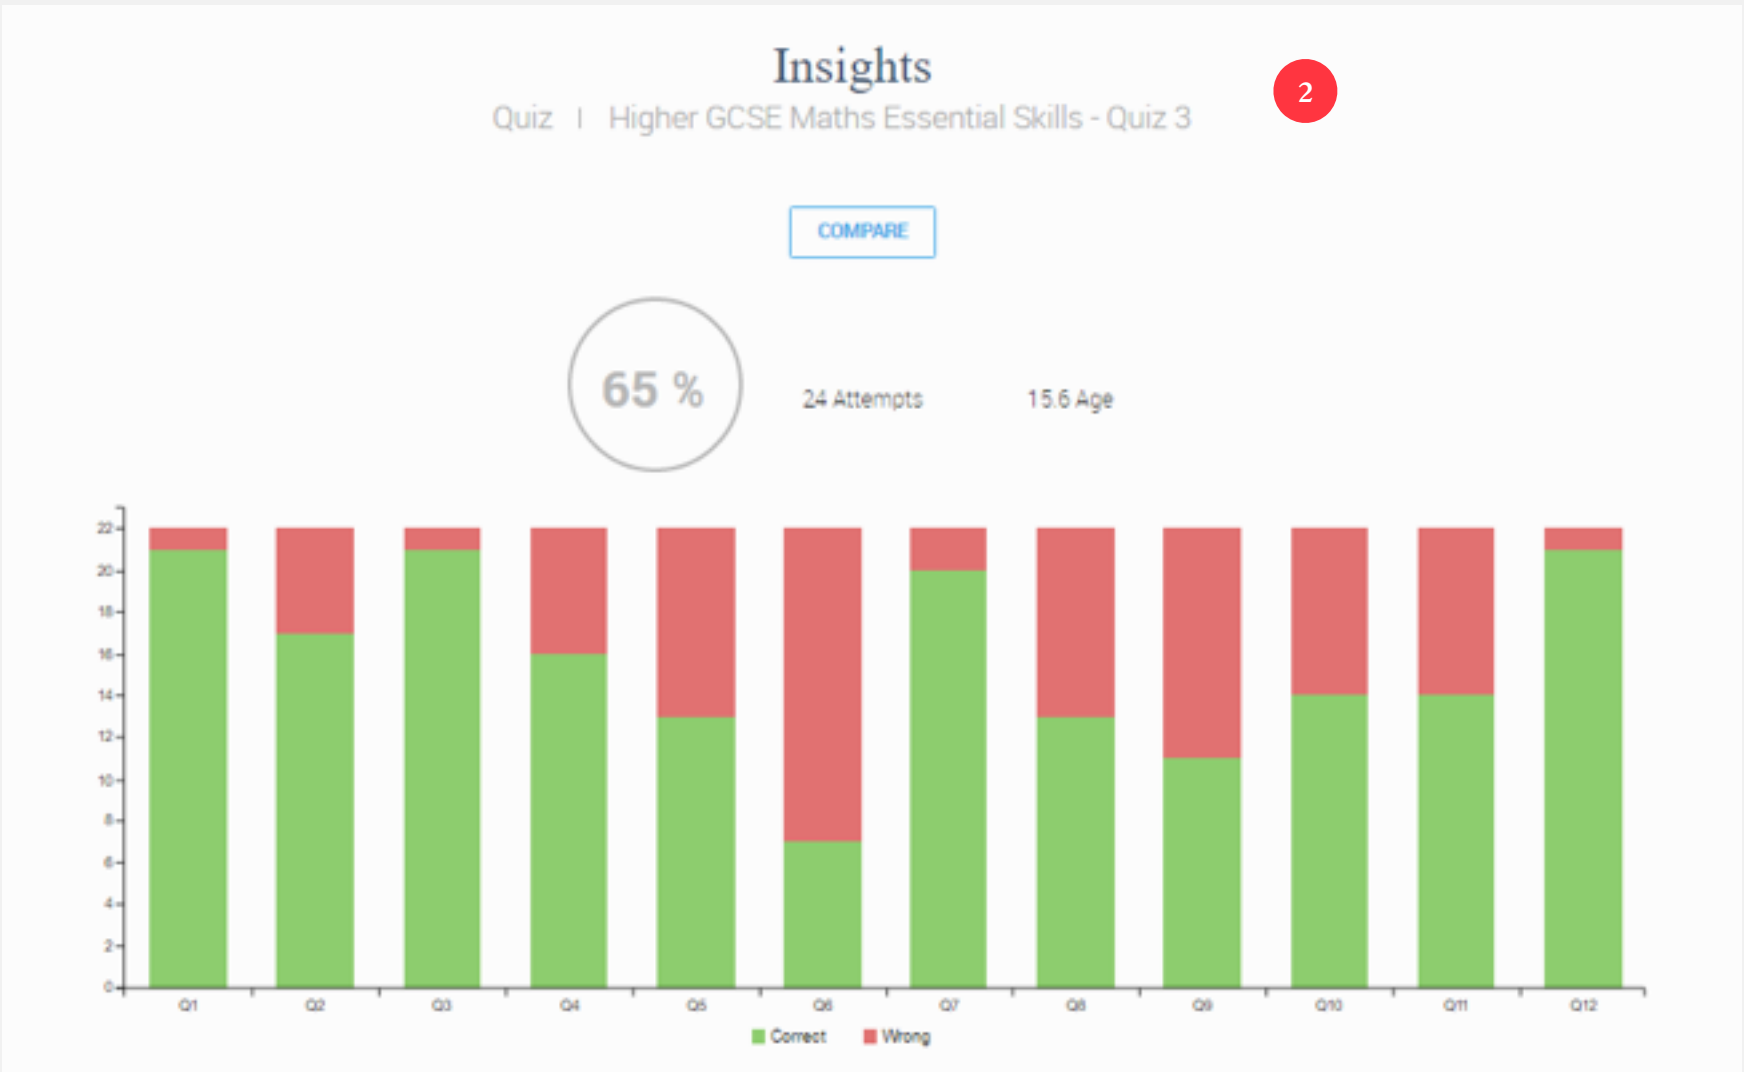 Insights
2
Quiz | Higher GCSE Maths Essential Skills - Quiz 3
COMPARE
65 %
24 Attempts
15.6 Age
22
20
18
16
14
12
10
8
6
4
2
0
Q1 Q2 Q3 Q4 Q5 Q6 Q7 Q8 Q9 Q10 Q11 Q12
Correct Wrong